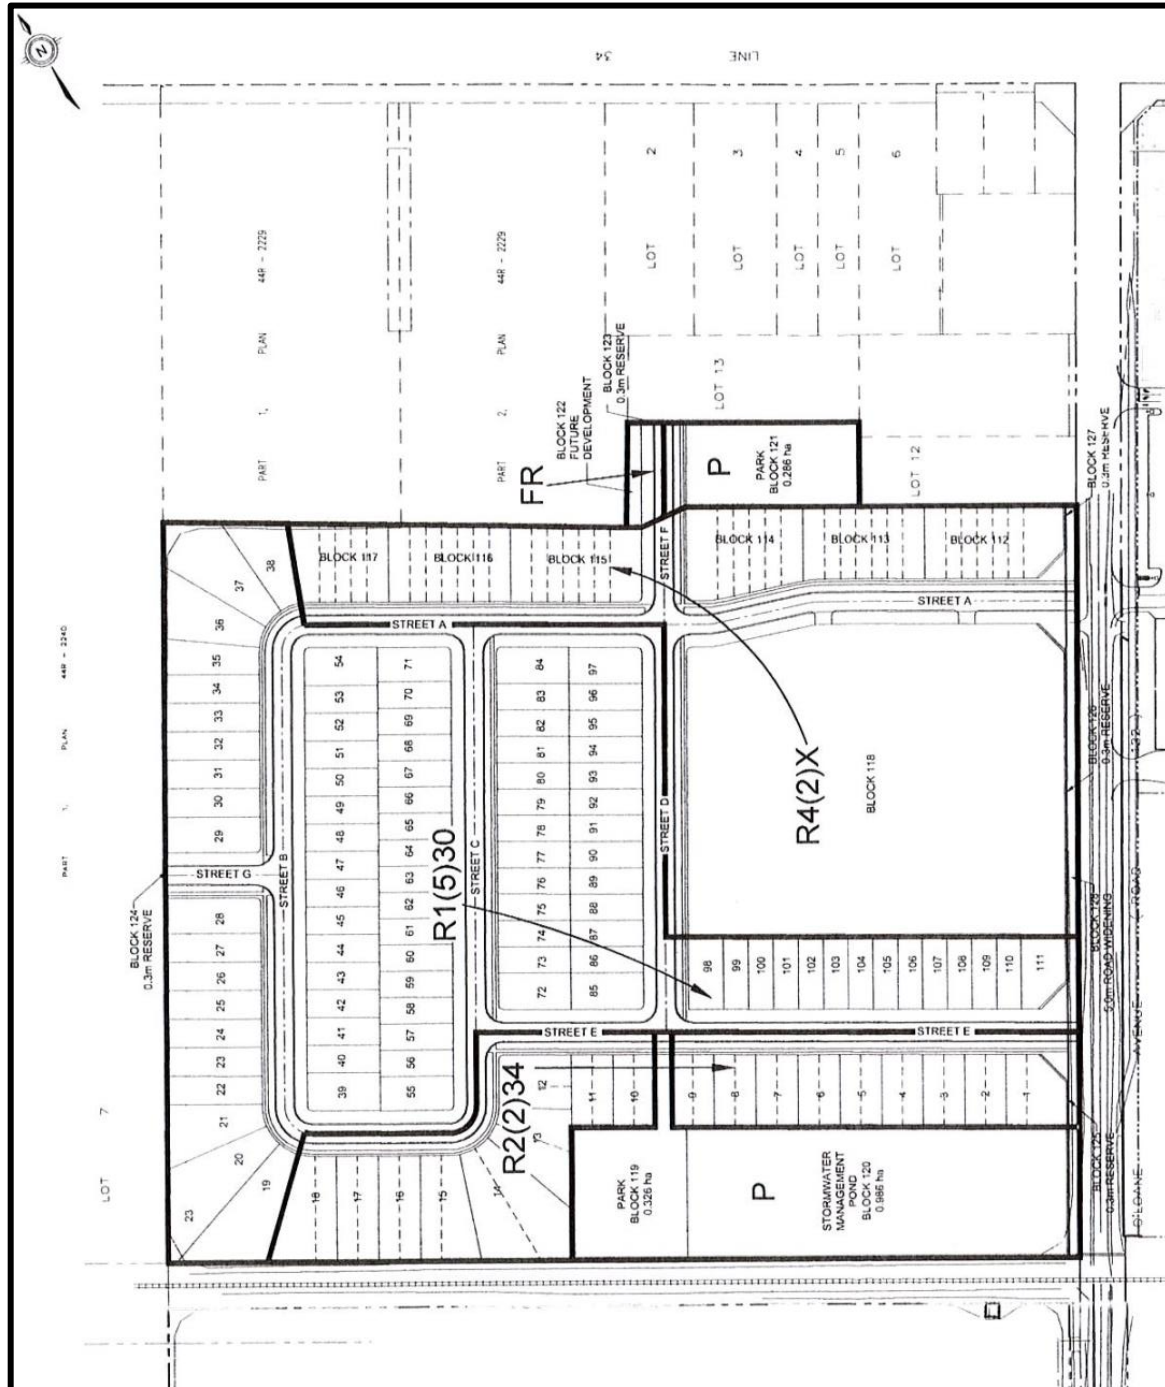 N
34
LINE
2
3
4
5
6
LOT
LOT
LOT
LOT
LOT
PART 1, PLAN 44R - 2229
PART 2, PLAN 44R - 2229
LOT 13
LOT 12
BLOCK 123
0.3m RESERVE
BLOCK 122
FUTURE
DEVELOPMENT
FR
P
PARK
BLOCK 121
0.286 ha
BLOCK 127
0.3m RESERVE
38
37
36
35
34
33
32
31
30
29
BLOCK 117
BLOCK 116
BLOCK 115
BLOCK 114
BLOCK 113
BLOCK 112
STREET F
STREET A
STREET A
PART 1, PLAN 44R - 2240
54
53
52
51
50
49
48
47
46
45
44
43
42
41
40
39
71
70
69
68
67
66
65
64
63
62
61
60
59
58
57
56
55
84
83
82
81
80
79
78
77
76
75
74
73
72
97
96
95
94
93
92
91
90
89
88
87
86
85
BLOCK 126
0.3m RESERVE
R4(2)X
BLOCK 118
STREET D
STREET C
STREET B
STREET G
R1(5)30
BLOCK 124
0.3m RESERVE
BLOCK 128
5.0m ROAD WIDENING
98
99
100
101
102
103
104
105
106
107
108
109
110
111
28
27
26
25
24
23
22
21
20
19
23
STREET E
STREET E
R2(2)34
12
11
10
9
8
7
6
5
4
3
2
1
13
14
15
16
17
18
LOT 7
PARK
BLOCK 119
0.326 ha
P
STORMWATER
MANAGEMENT
POND
BLOCK 120
0.986 ha
BLOCK 125
0.3m RESERVE
O'LOANE AVENUE
ROAD